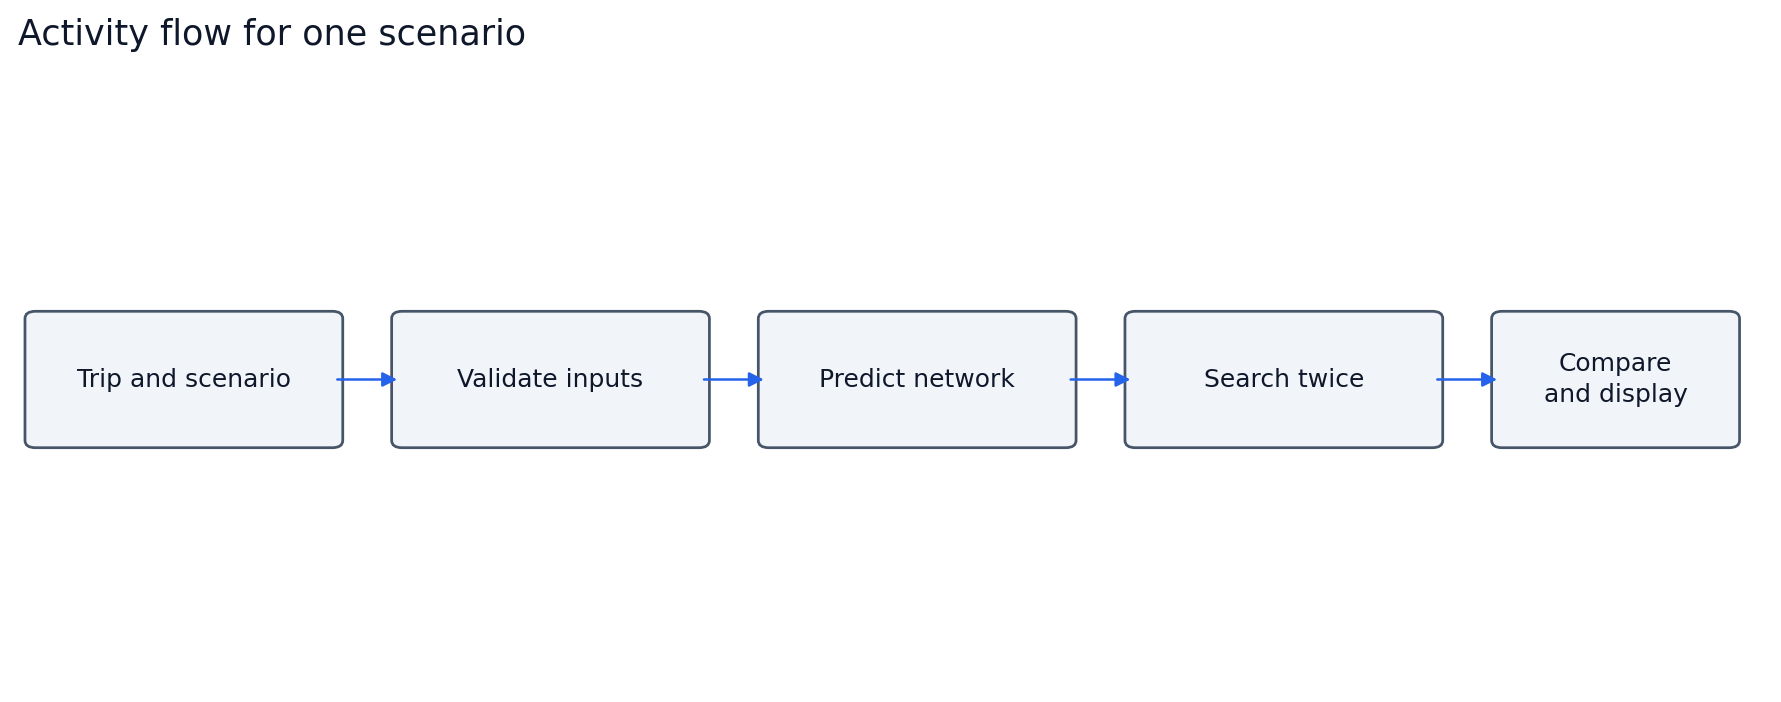 Activity flow for one scenario
Trip and scenario
Validate inputs
Predict network
Search twice
Compare
and display